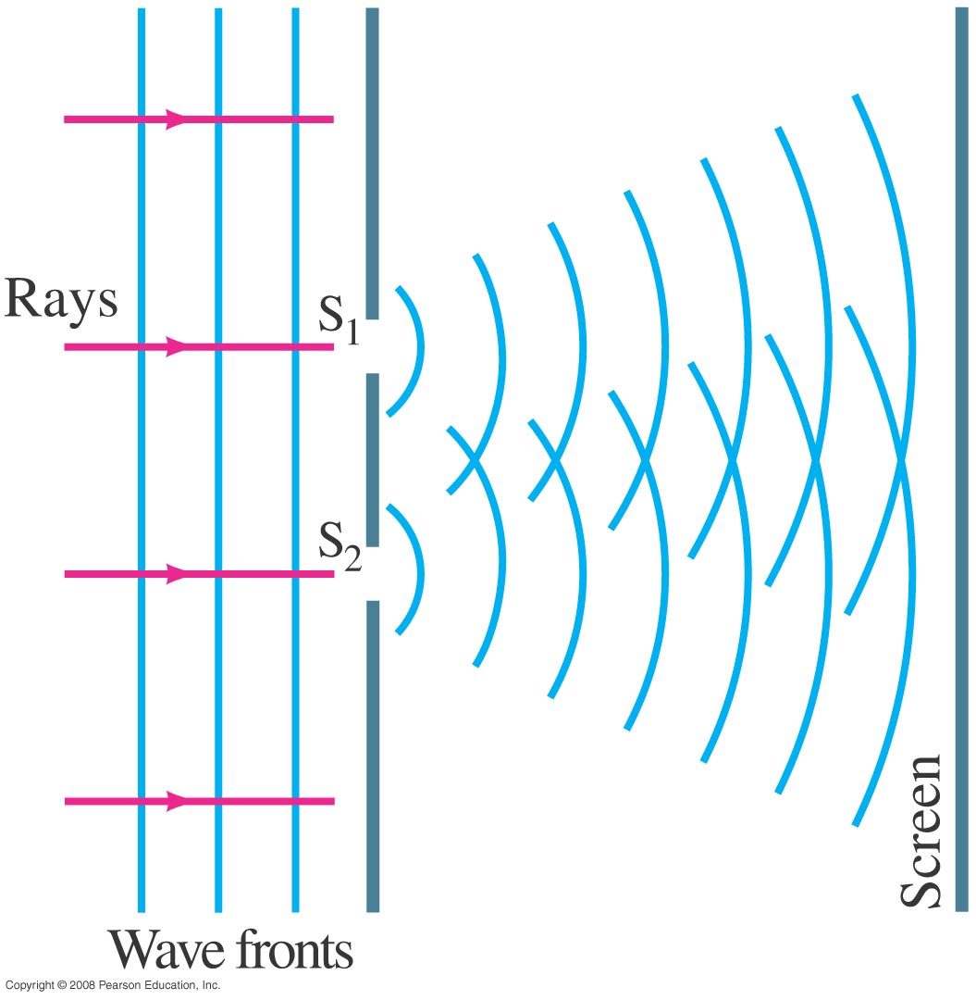 Rays
S1
S2
Screen
Wave fronts
Copyright © 2008 Pearson Education, Inc.